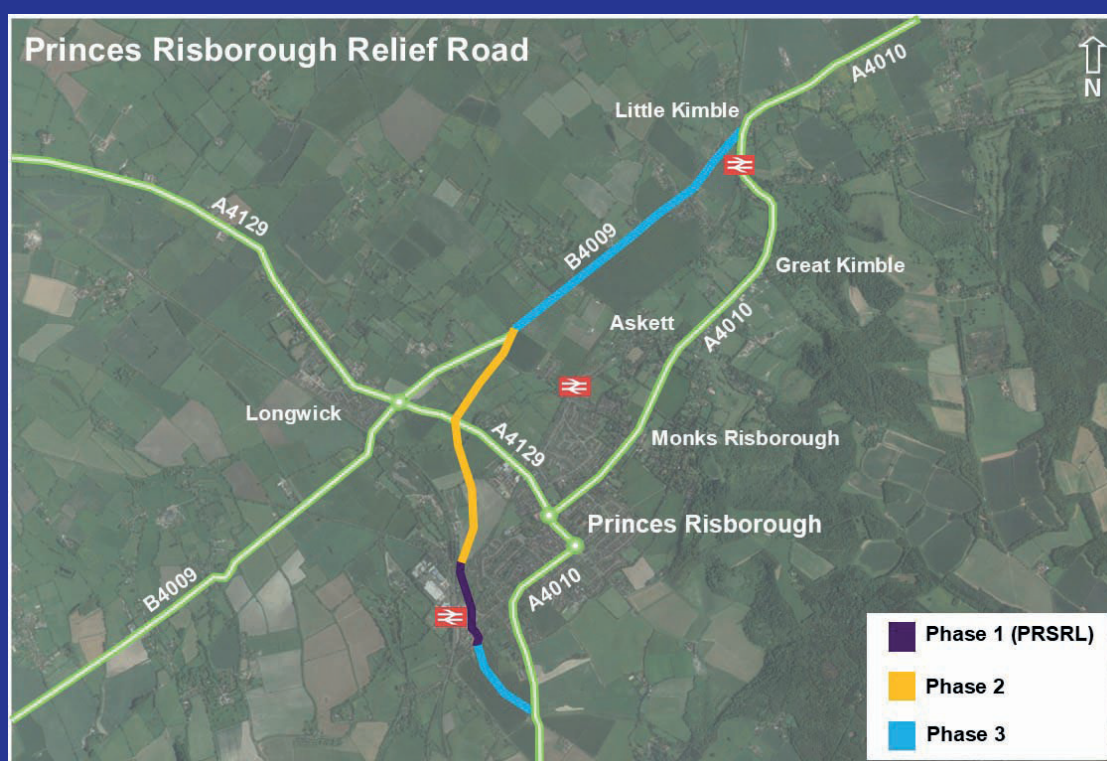 Princes Risborough Relief Road
A4010
N
Little Kimble
A4129
B4009
Great Kimble
Askett
A4010
Longwick
A4129
Monks Risborough
Princes Risborough
B4009
A4010
Phase 1 (PRSRL)
Phase 2
Phase 3